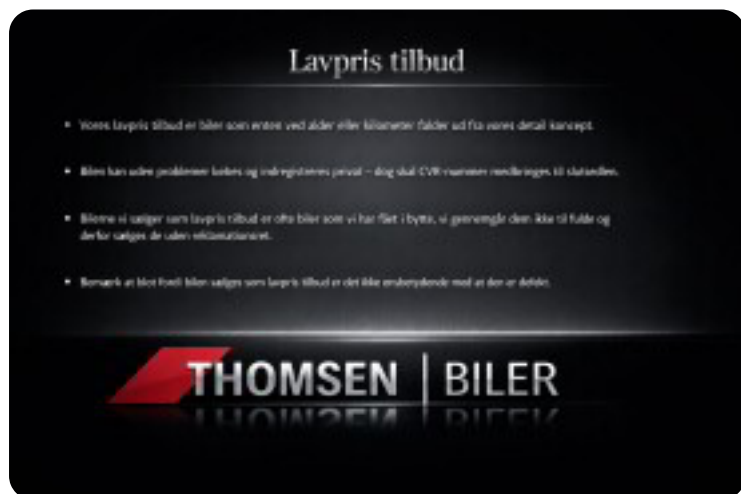 Lavpris tilbud
• Vores lavpris tilbud er biler som enten ved alder eller kilometer falder ud fra vores detail koncept.
• Bilen kan uden problemer købes og indregistreres privat – dog skal CVR nummer medbringes til slutsedlen.
• Bilerne vi sælger som lavpris tilbud er ofte biler som vi har fået i bytte, vi gennemgår dem ikke til fulde og
derfor sælges de uden reklamationsret.
• Bemærk at blot fordi bilen sælges som lavpris tilbud er det ikke ensbetydende med at den er defekt.
THOMSEN | BILER